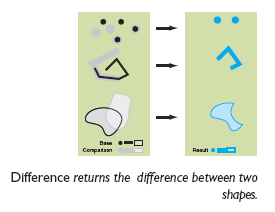 Base
Comparison
Result
Difference returns the difference between two
shapes.